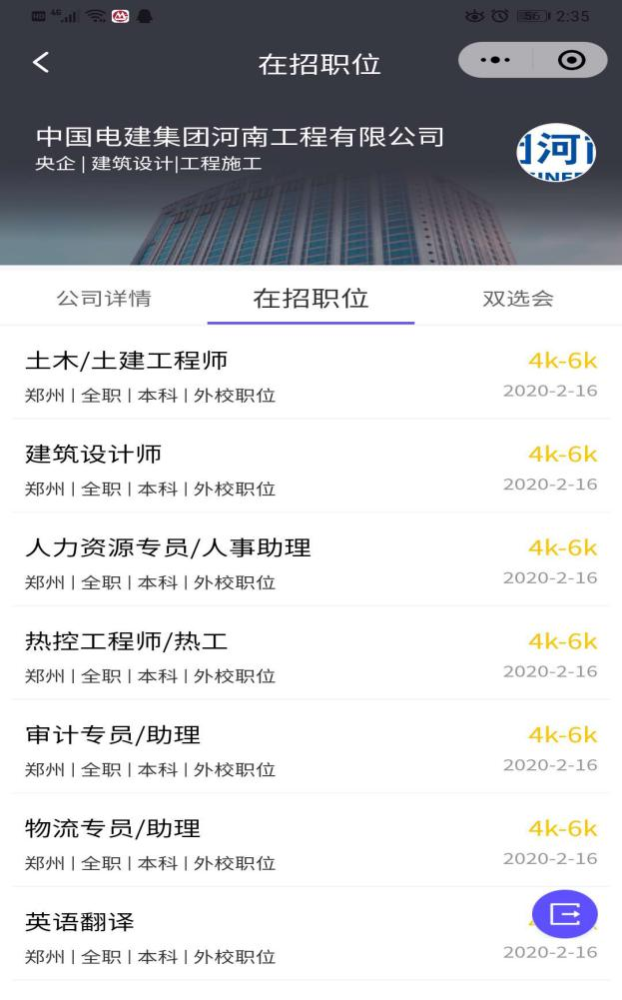 HD 4G 56 2:35
在招职位
中国电建集团河南工程有限公司
央企 | 建筑设计|工程施工
河
公司详情 在招职位 双选会
土木/土建工程师 4k-6k
郑州 | 全职 | 本科 | 外校职位 2020-2-16
建筑设计师 4k-6k
郑州 | 全职 | 本科 | 外校职位 2020-2-16
人力资源专员/人事助理 4k-6k
郑州 | 全职 | 本科 | 外校职位 2020-2-16
热控工程师/热工 4k-6k
郑州 | 全职 | 本科 | 外校职位 2020-2-16
审计专员/助理 4k-6k
郑州 | 全职 | 本科 | 外校职位 2020-2-16
物流专员/助理 4k-6k
郑州 | 全职 | 本科 | 外校职位 2020-2-16
英语翻译
郑州 | 全职 | 本科 | 外校职位 2020-2-16